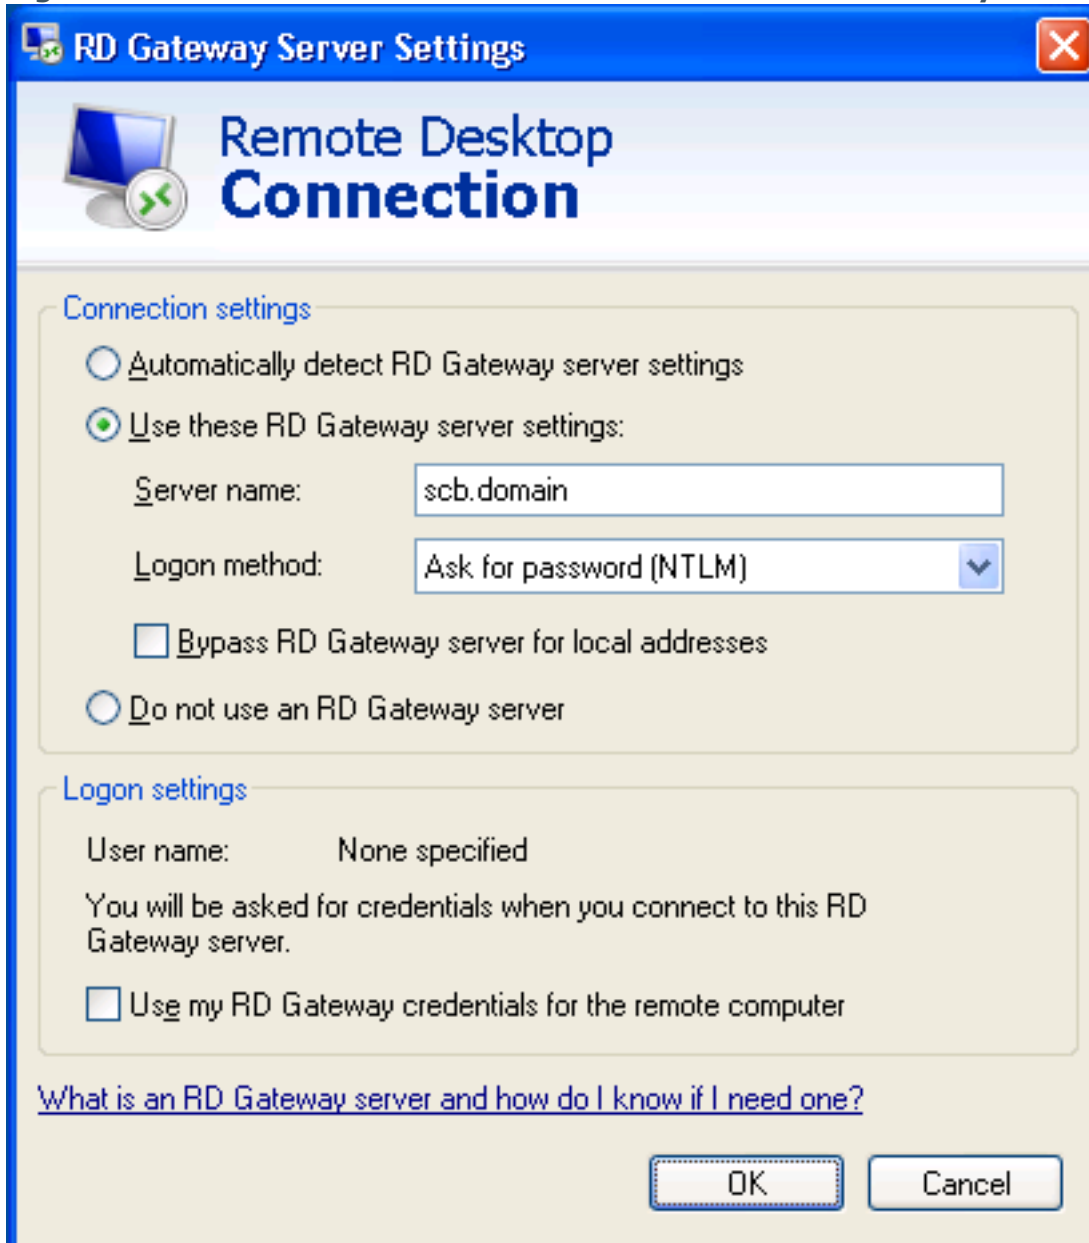 RD Gateway Server Settings
Remote Desktop
Connection
Connection settings
Automatically detect RD Gateway server settings
Use these RD Gateway server settings:
Server name: scb.domain
Logon method: Ask for password (NTLM)
Bypass RD Gateway server for local addresses
Do not use an RD Gateway server
Logon settings
User name: None specified
You will be asked for credentials when you connect to this RD
Gateway server.
Use my RD Gateway credentials for the remote computer
What is an RD Gateway server and how do I know if I need one?
OK Cancel